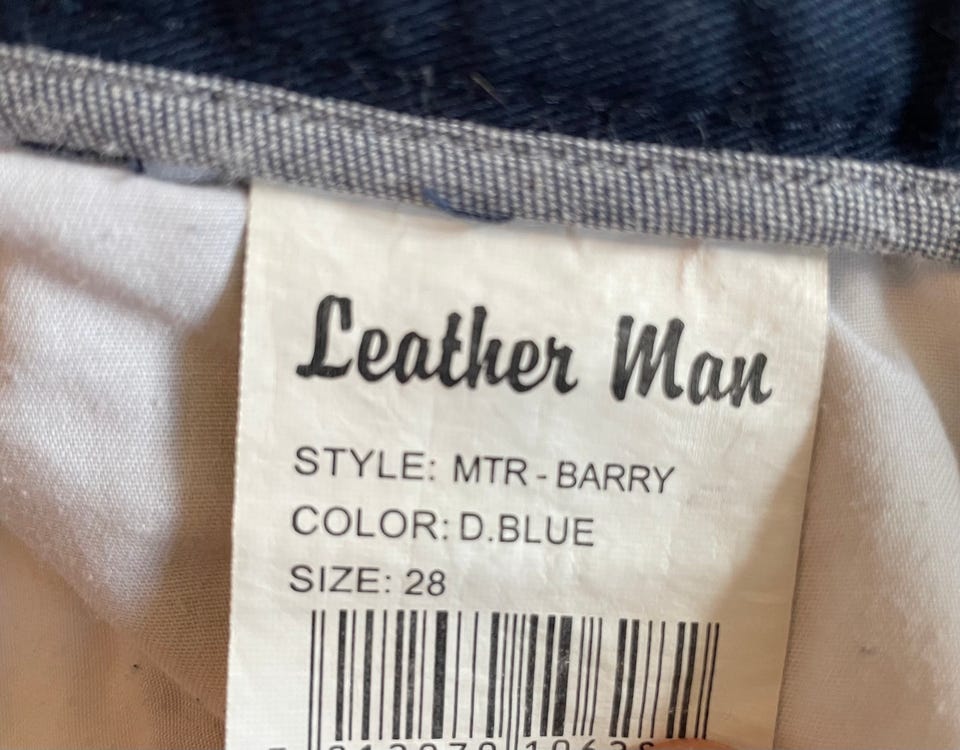 Leather Man
STYLE: MTR-BARRY
COLOR: D.BLUE
SIZE: 28